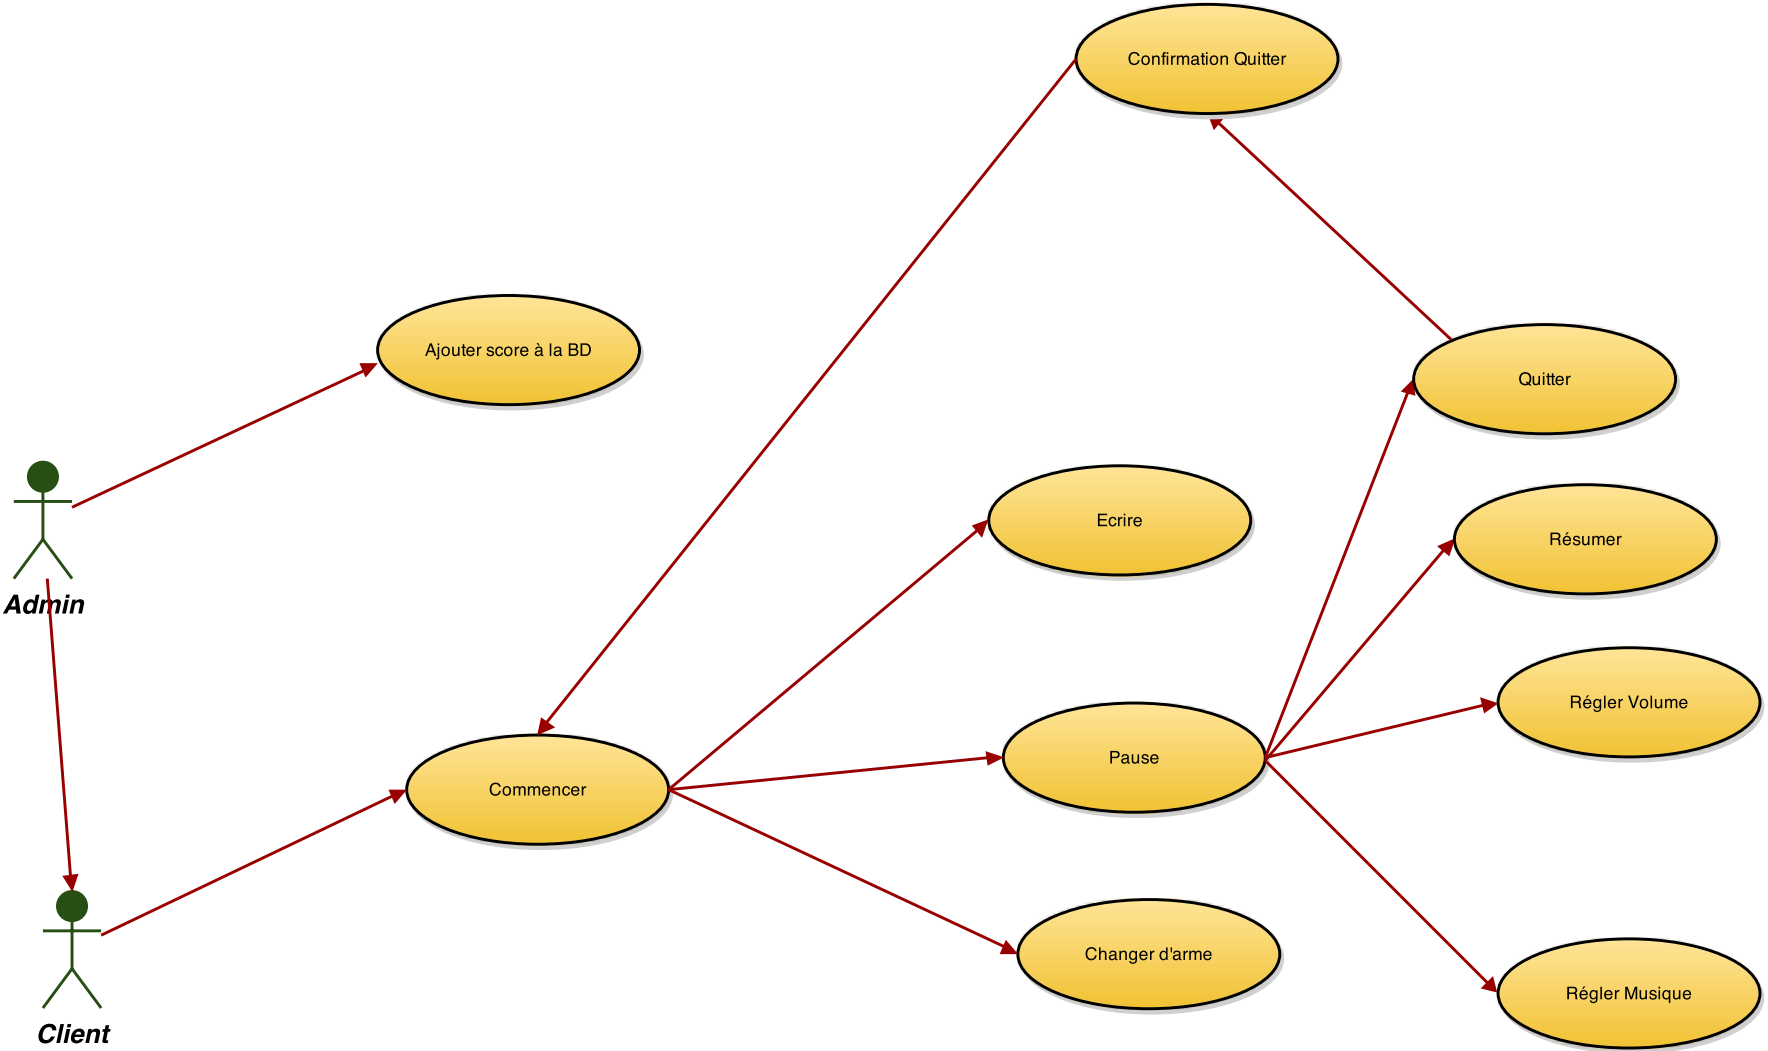 Confirmation Quitter
Ajouter score à la BD
Quitter
Ecrire
Résumer
Admin
Régler Volume
Pause
Commencer
Changer d'arme
Régler Musique
Client